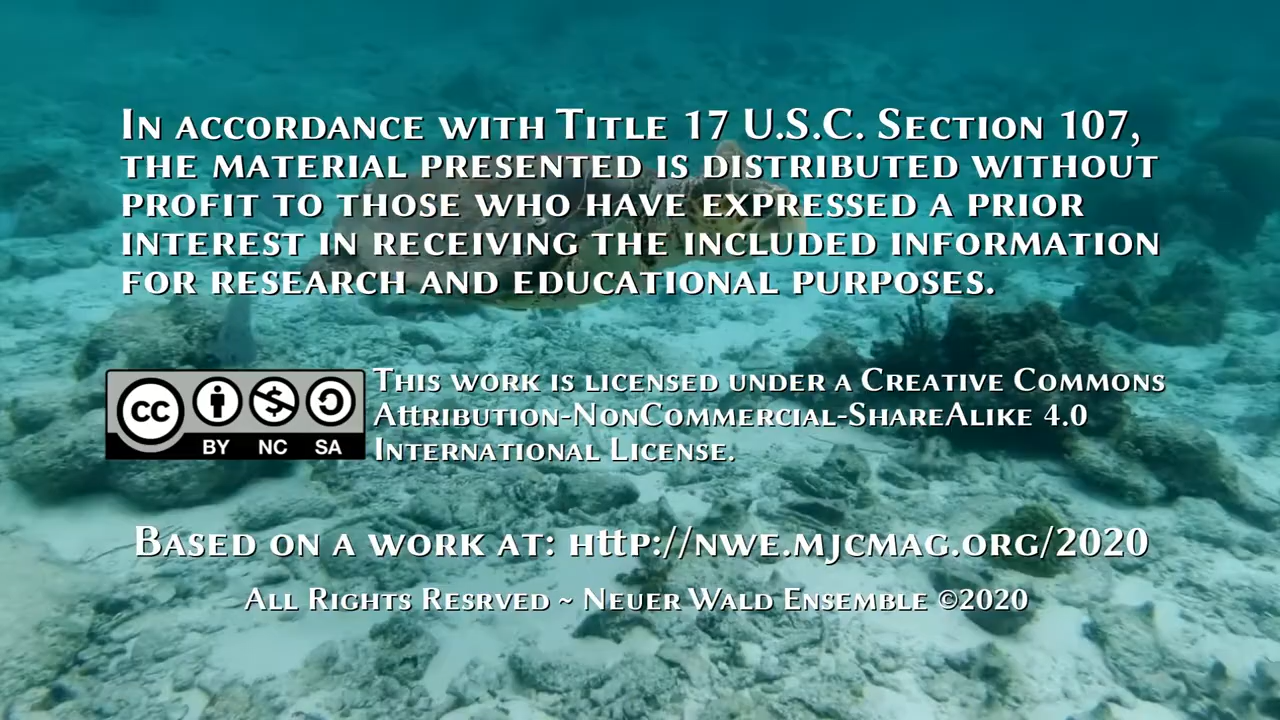 In accordance with Title 17 U.S.C. Section 107,
the material presented is distributed without
profit to those who have expressed a prior
interest in receiving the included information
for research and educational purposes.
This work is licensed under a Creative Commons
Attribution-NonCommercial-ShareAlike 4.0
International License.
cc
BY NC SA
Based on a work at: http://nwe.mjcmag.org/2020
All Rights Resrved ~ Neuer Wald Ensemble ©2020